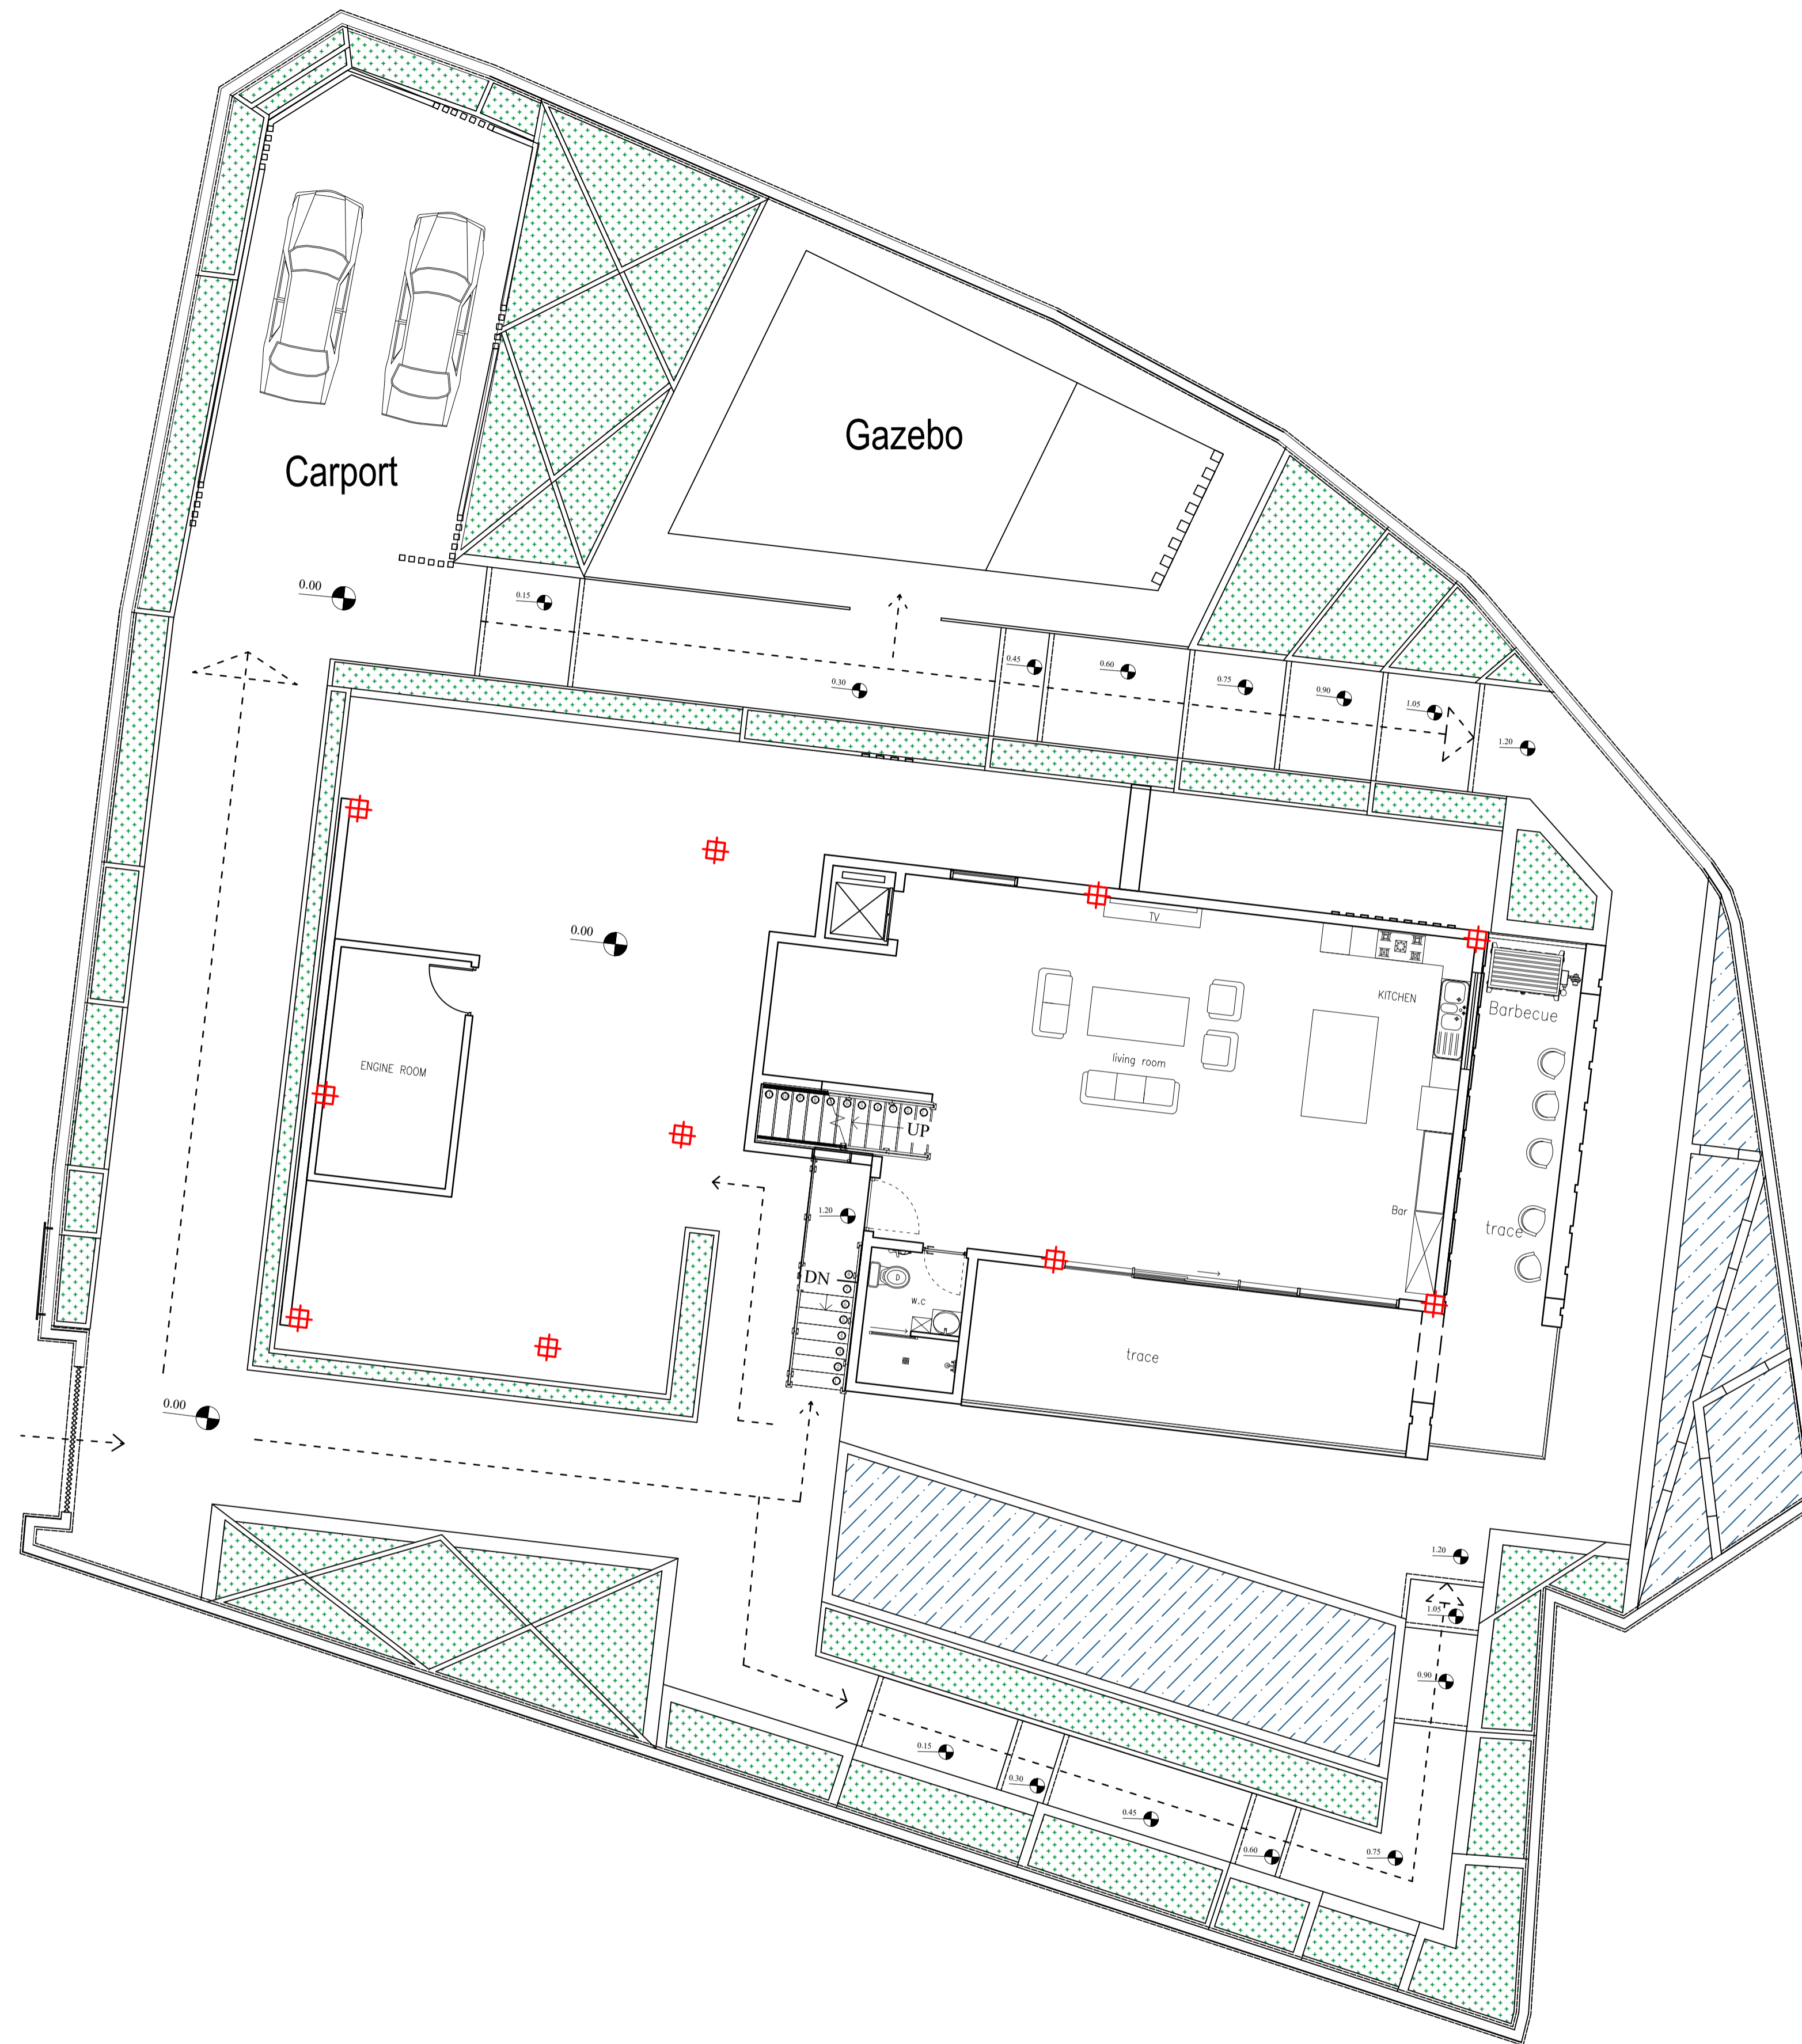 Gazebo
Carport
0.00
0.15
0.45
0.60
0.30
0.75
0.90
1.05
1.20
TV
0.00
KITCHEN
Barbecue
living room
ENGINE ROOM
UP
Bar
1.20
trace
DN
W.C
D
trace
0.00
1.20
1.05
0.90
0.15
0.30
0.45
0.60
0.75